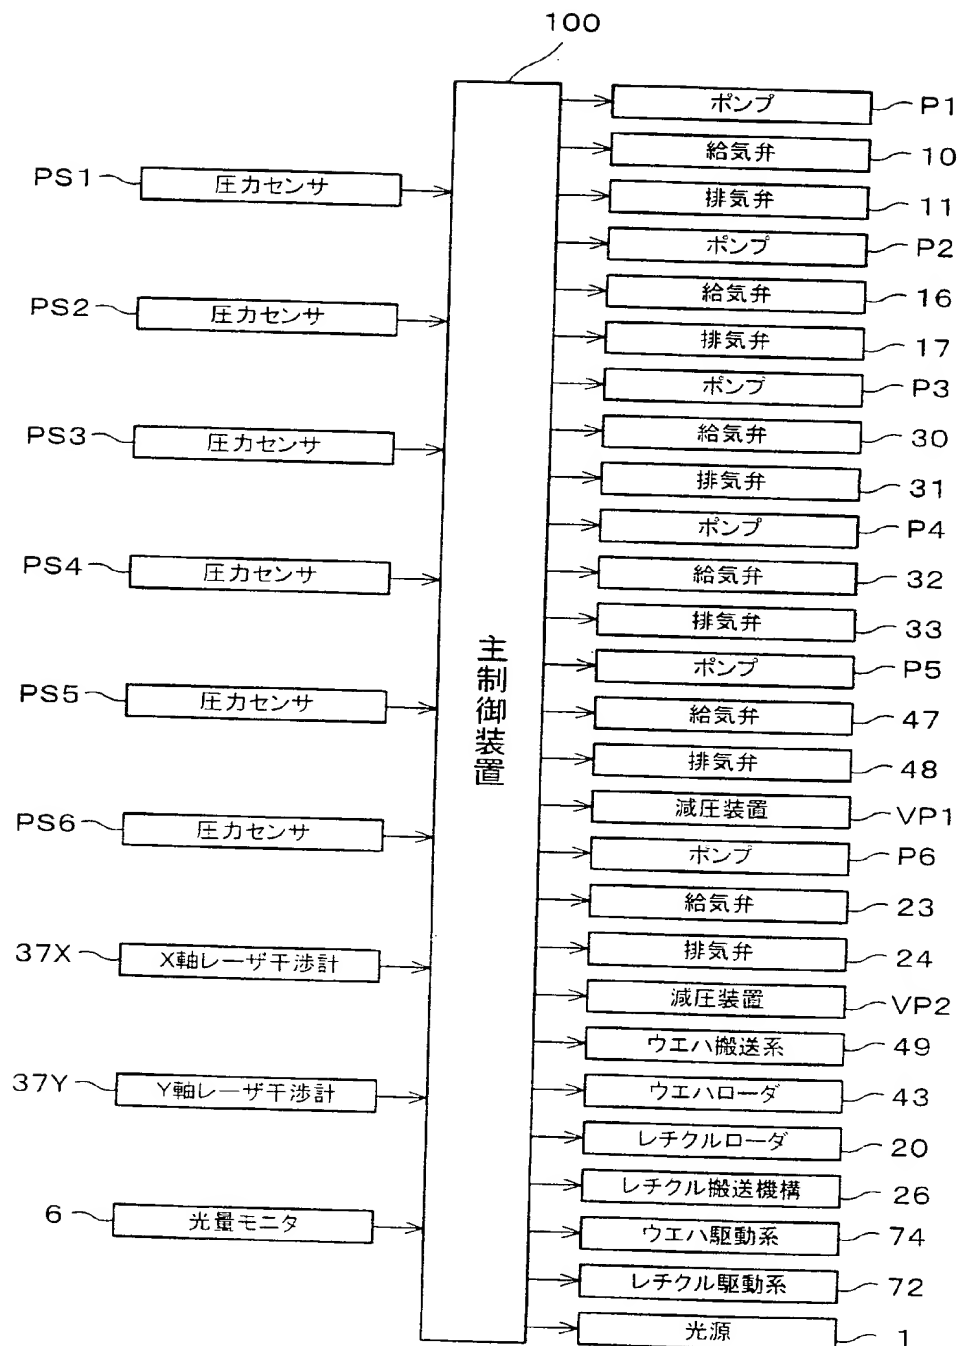 100
ポンプ P1
給気弁 10
PS1 圧力センサ
排気弁 11
ポンプ P2
給気弁 16
PS2 圧力センサ
排気弁 17
ポンプ P3
PS3 圧力センサ
給気弁 30
排気弁 31
ポンプ P4
PS4 圧力センサ
給気弁 32
排気弁 33
主制御装置
ポンプ P5
PS5 圧力センサ
給気弁 47
排気弁 48
減圧装置 VP1
PS6 圧力センサ
ポンプ P6
給気弁 23
37X X軸レーザ干渉計
排気弁 24
減圧装置 VP2
ウエハ搬送系 49
37Y Y軸レーザ干渉計
ウエハローダ 43
レチクルローダ 20
レチクル搬送機構 26
6 光量モニタ
ウエハ駆動系 74
レチクル駆動系 72
光源 1